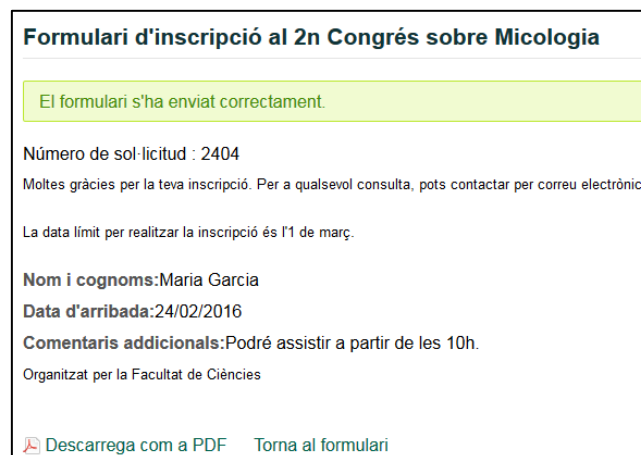 Formulari d'inscripció al 2n Congrés sobre Micologia
El formulari s'ha enviat correctament.
Número de sol·licitud : 2404
Moltes gràcies per la teva inscripció. Per a qualsevol consulta, pots contactar per correu electrònic
La data límit per realitzar la inscripció és l'1 de març.
Nom i cognoms:Maria Garcia
Data d'arribada:24/02/2016
Comentaris addicionals:Podré assistir a partir de les 10h.
Organitzat per la Facultat de Ciències
Descarrega com a PDF Torna al formulari